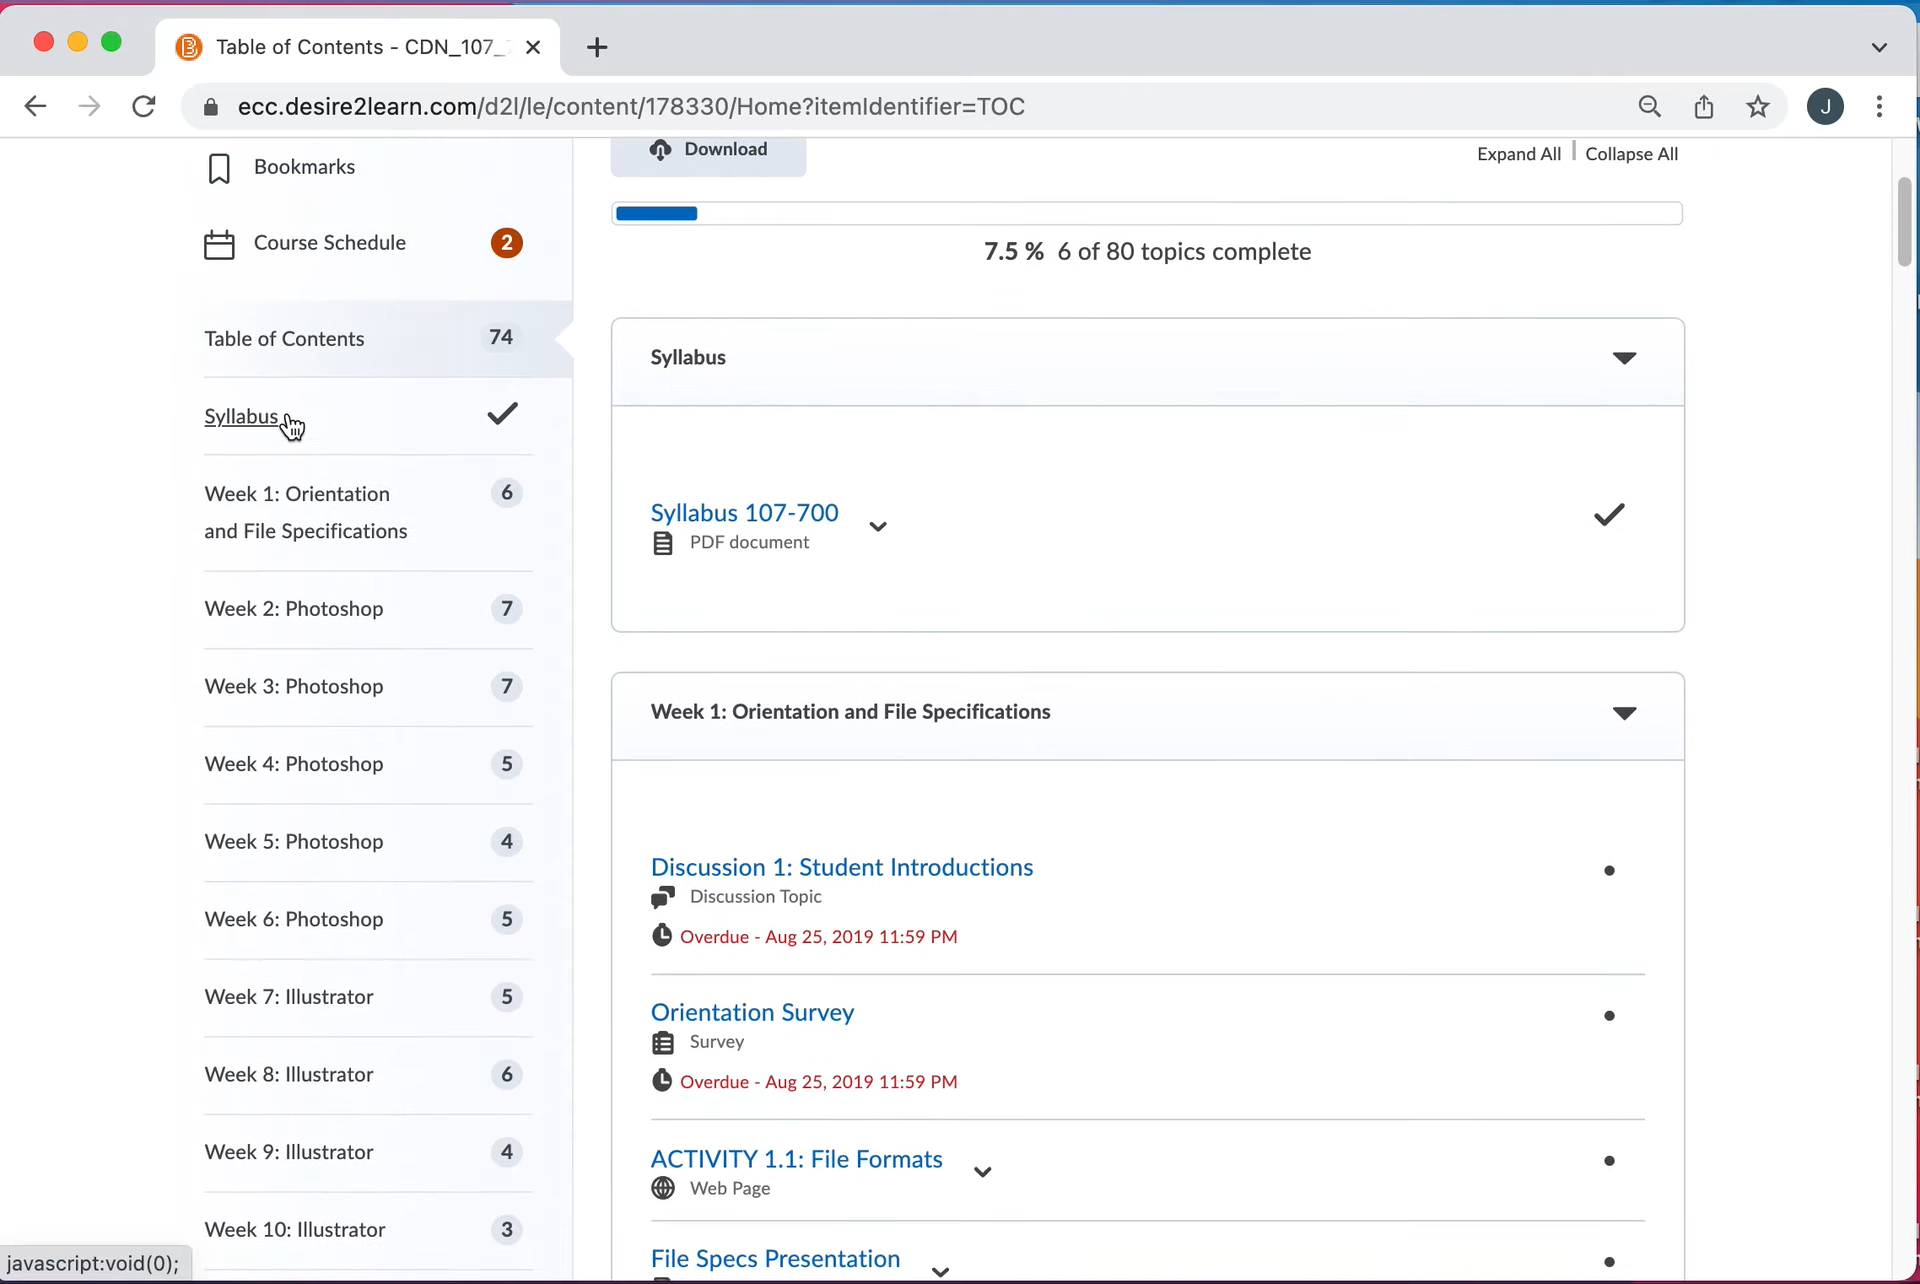 Table of Contents - CDN_107_
ecc.desire2learn.com/d2l/le/content/178330/Home?itemIdentifier=TOC
J
Bookmarks
Course Schedule 2
Table of Contents 74
Syllabus
Week 1: Orientation 6
and File Specifications
Week 2: Photoshop 7
Week 3: Photoshop 7
Week 4: Photoshop 5
Week 5: Photoshop 4
Week 6: Photoshop 5
Week 7: Illustrator 5
Week 8: Illustrator 6
Week 9: Illustrator 4
Week 10: Illustrator 3
javascript:void(0);
Download
Expand All | Collapse All
7.5 % 6 of 80 topics complete
Syllabus
Syllabus 107-700
PDF document
Week 1: Orientation and File Specifications
Discussion 1: Student Introductions
Discussion Topic
Overdue - Aug 25, 2019 11:59 PM
Orientation Survey
Survey
Overdue - Aug 25, 2019 11:59 PM
ACTIVITY 1.1: File Formats
Web Page
File Specs Presentation